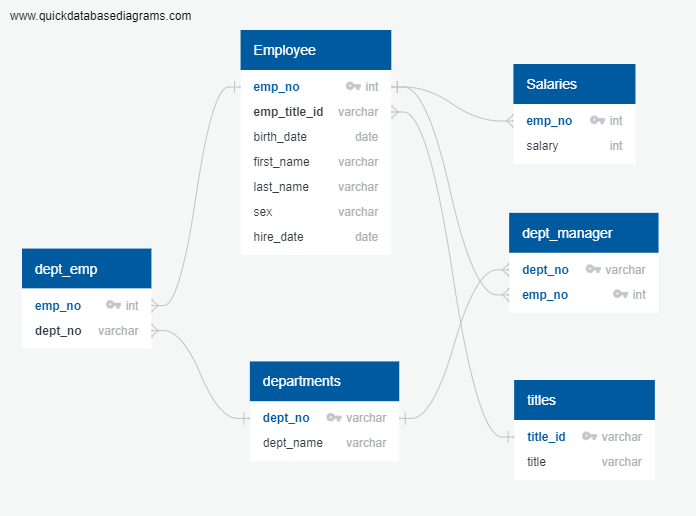 www.quickdatabasediagrams.com
Employee
emp_no int
emp_title_id varchar
birth_date date
first_name varchar
last_name varchar
sex varchar
hire_date date
Salaries
emp_no int
salary int
dept_manager
dept_no varchar
emp_no int
dept_emp
emp_no int
dept_no varchar
departments
dept_no varchar
dept_name varchar
titles
title_id varchar
title varchar